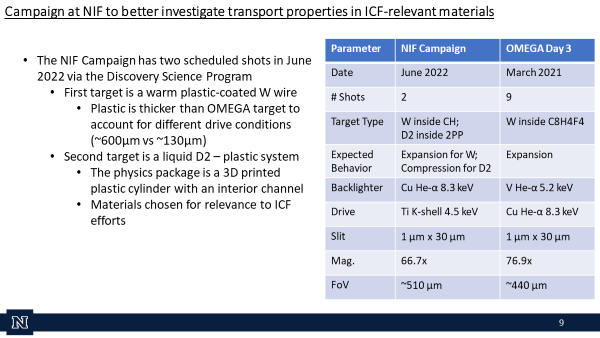 Campaign at NIF to better investigate transport properties in ICF-relevant materials
• The NIF Campaign has two scheduled shots in June
2022 via the Discovery Science Program
• First target is a warm plastic-coated W wire
• Plastic is thicker than OMEGA target to
account for different drive conditions
(~600μm vs ~130μm)
• Second target is a liquid D2 – plastic system
• The physics package is a 3D printed
plastic cylinder with an interior channel
• Materials chosen for relevance to ICF
efforts
Parameter NIF Campaign OMEGA Day 3
Date June 2022 March 2021
# Shots 2 9
Target Type W inside CH; W inside C8H4F4
D2 inside 2PP
Expected Expansion for W; Expansion
Behavior Compression for D2
Backlighter Cu He-α 8.3 keV V He-α 5.2 keV
Drive Ti K-shell 4.5 keV Cu He-α 8.3 keV
Slit 1 μm x 30 μm 1 μm x 30 μm
Mag. 66.7x 76.9x
FoV ~510 μm ~440 μm
N 9